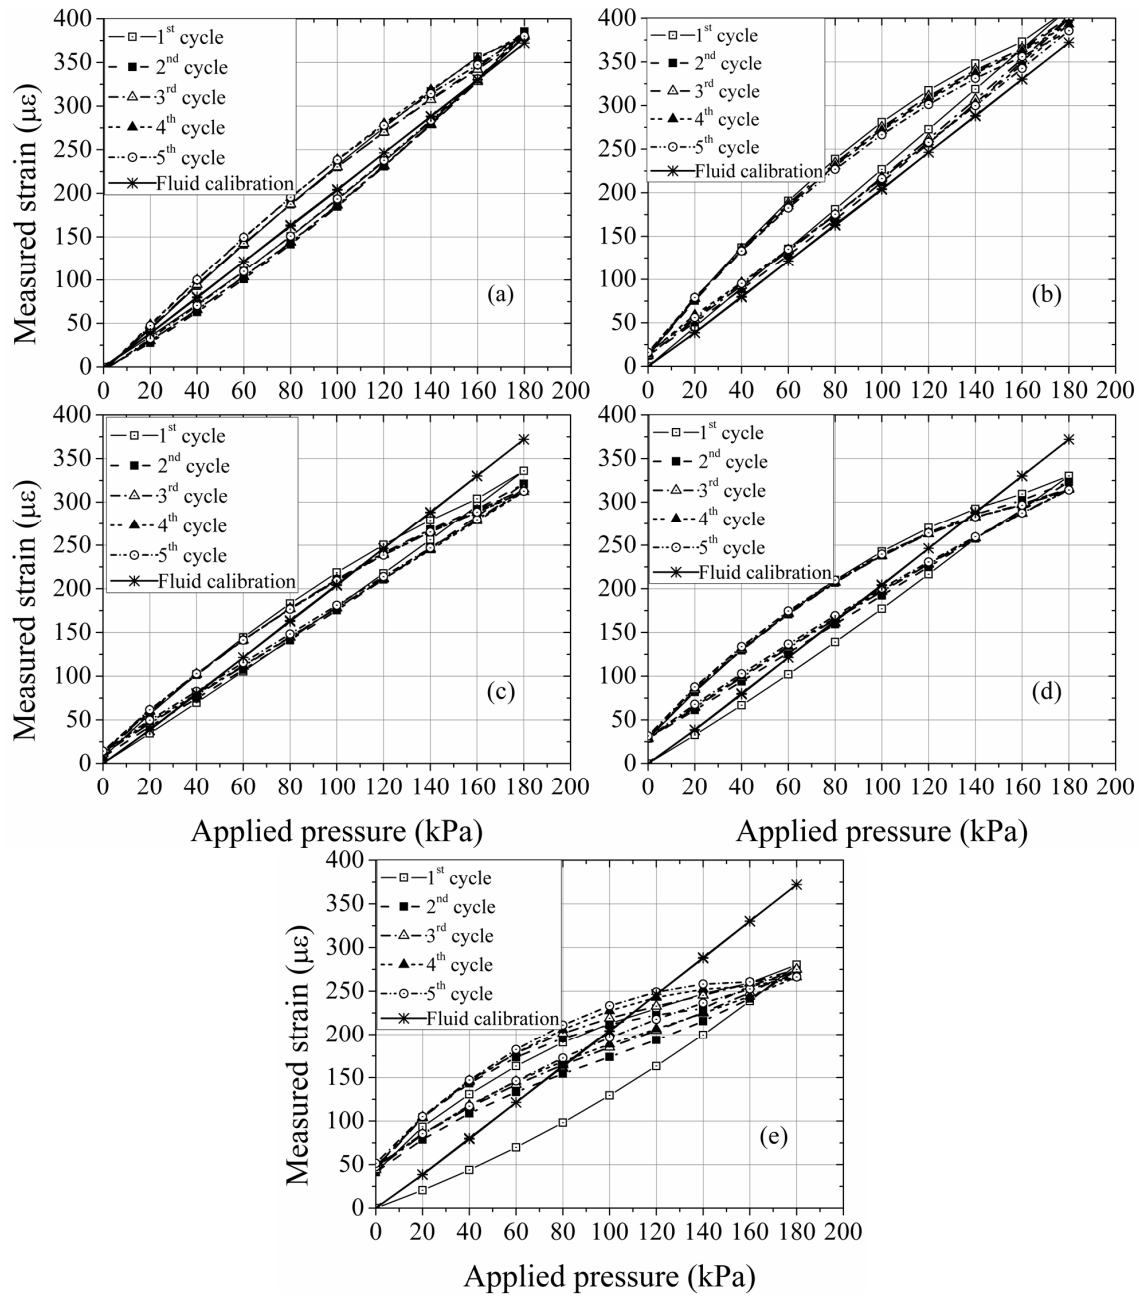 400
350
300
250
200
150
100
50
0
Measured strain (με)
1st cycle
2nd cycle
3rd cycle
4th cycle
5th cycle
Fluid calibration
(a)
0 20 40 60 80 100 120 140 160 180 200
400
350
300
250
200
150
100
50
0
1st cycle
2nd cycle
3rd cycle
4th cycle
5th cycle
Fluid calibration
(b)
0 20 40 60 80 100 120 140 160 180 200
400
350
300
250
200
150
100
50
0
Measured strain (με)
1st cycle
2nd cycle
3rd cycle
4th cycle
5th cycle
Fluid calibration
(c)
0 20 40 60 80 100 120 140 160 180 200
Applied pressure (kPa)
400
350
300
250
200
150
100
50
0
1st cycle
2nd cycle
3rd cycle
4th cycle
5th cycle
Fluid calibration
(d)
0 20 40 60 80 100 120 140 160 180 200
Applied pressure (kPa)
400
350
300
250
200
150
100
50
0
Measured strain (με)
1st cycle
2nd cycle
3rd cycle
4th cycle
5th cycle
Fluid calibration
(e)
0 20 40 60 80 100 120 140 160 180 200
Applied pressure (kPa)